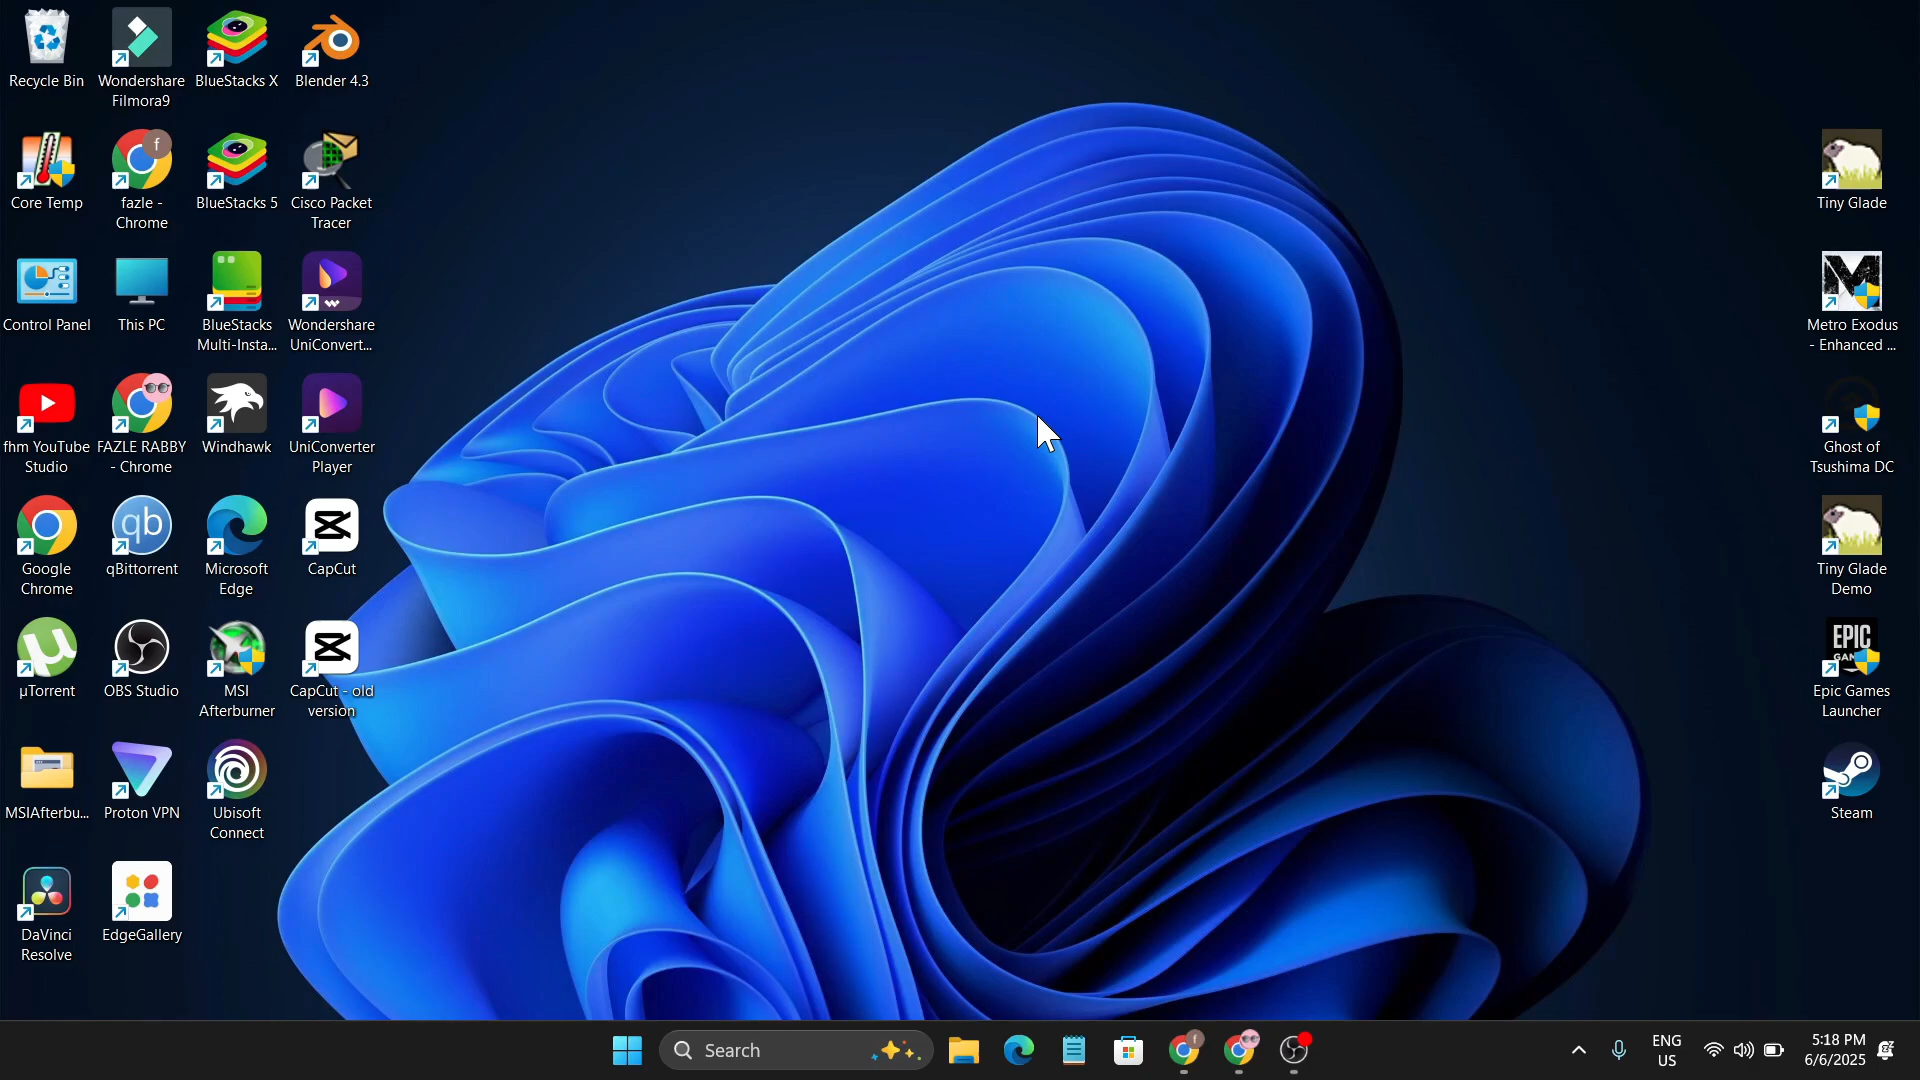 Recycle Bin
Wondershare
Filmora9
BlueStacks X
Blender 4.3
Core Temp
f
fazle -
Chrome
BlueStacks 5
Cisco Packet
Tracer
Control Panel
This PC
BlueStacks
Multi-Insta...
Wondershare
UniConvert...
fhm YouTube
Studio
FAZLE RABBY
- Chrome
Windhawk
UniConverter
Player
Google
Chrome
qb
qBittorrent
Microsoft
Edge
CapCut
µTorrent
OBS Studio
MSI
Afterburner
CapCut - old
version
MSIAfterbu...
Proton VPN
Ubisoft
Connect
DaVinci
Resolve
EdgeGallery
Tiny Glade
Metro Exodus
- Enhanced ...
Ghost of
Tsushima DC
Tiny Glade
Demo
EPIC
Epic Games
Launcher
Steam
Search
f
ENG
US
5:18 PM
6/6/2025